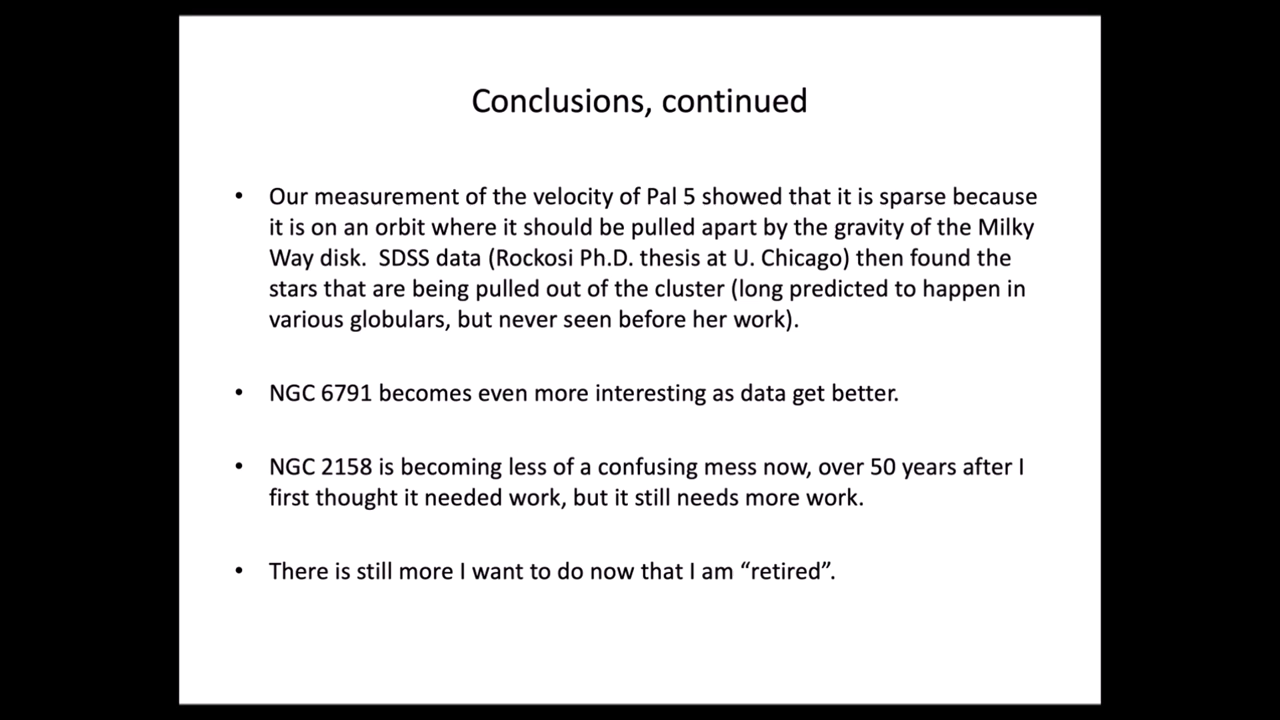 Conclusions, continued
• Our measurement of the velocity of Pal 5 showed that it is sparse because
it is on an orbit where it should be pulled apart by the gravity of the Milky
Way disk.  SDSS data (Rockosi Ph.D. thesis at U. Chicago) then found the
stars that are being pulled out of the cluster (long predicted to happen in
various globulars, but never seen before her work).
• NGC 6791 becomes even more interesting as data get better.
• NGC 2158 is becoming less of a confusing mess now, over 50 years after I
first thought it needed work, but it still needs more work.
• There is still more I want to do now that I am “retired”.